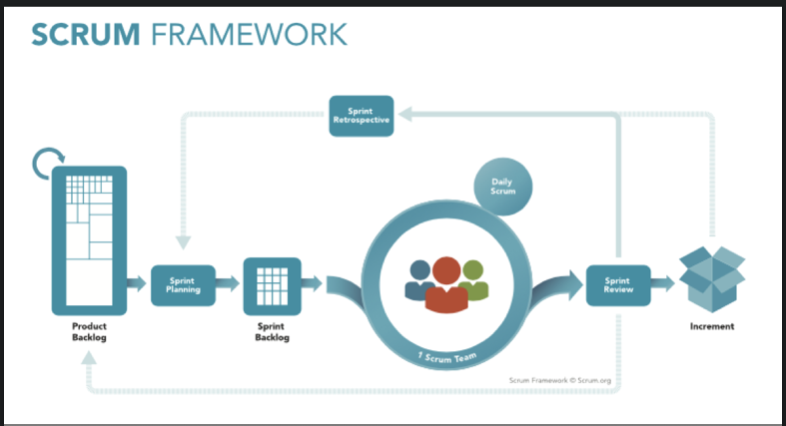 SCRUM FRAMEWORK
Sprint
Retrospective
Daily
Scrum
Sprint
Planning
Sprint
Review
Product
Backlog
Sprint
Backlog
1 Scrum Team
Increment
Scrum Framework © Scrum.org